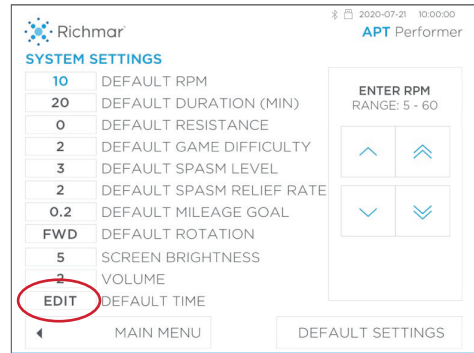 2020-07-21 10:00:00
Richmar
APT Performer
SYSTEM SETTINGS
10 DEFAULT RPM
20 DEFAULT DURATION (MIN)
0 DEFAULT RESISTANCE
2 DEFAULT GAME DIFFICULTY
3 DEFAULT SPASM LEVEL
2 DEFAULT SPASM RELIEF RATE
0.2 DEFAULT MILEAGE GOAL
FWD DEFAULT ROTATION
5 SCREEN BRIGHTNESS
2 VOLUME
EDIT DEFAULT TIME
ENTER RPM
RANGE: 5 - 60
MAIN MENU
DEFAULT SETTINGS